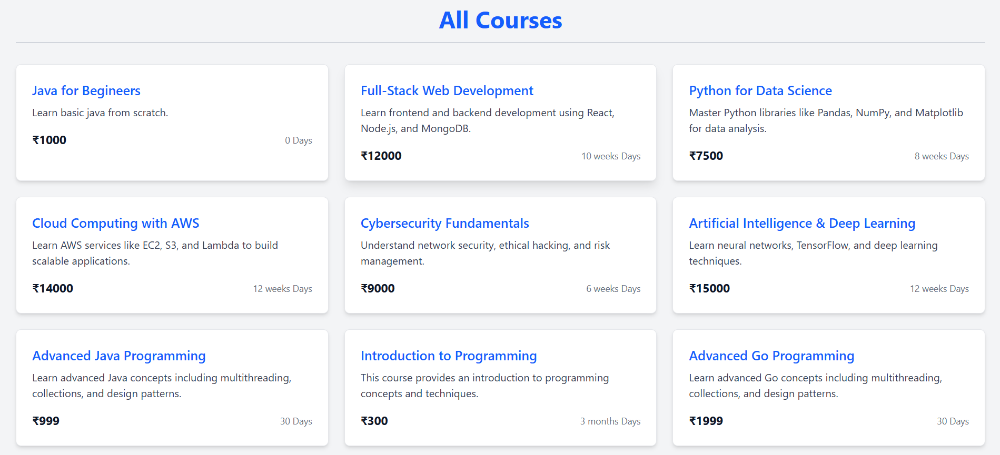 All Courses
Java for Begineers
Learn basic java from scratch.
₹1000
0 Days
Full-Stack Web Development
Learn frontend and backend development using React,
Node.js, and MongoDB.
₹12000
10 weeks Days
Python for Data Science
Master Python libraries like Pandas, NumPy, and Matplotlib
for data analysis.
₹7500
8 weeks Days
Cloud Computing with AWS
Learn AWS services like EC2, S3, and Lambda to build
scalable applications.
₹14000
12 weeks Days
Cybersecurity Fundamentals
Understand network security, ethical hacking, and risk
management.
₹9000
6 weeks Days
Artificial Intelligence & Deep Learning
Learn neural networks, TensorFlow, and deep learning
techniques.
₹15000
12 weeks Days
Advanced Java Programming
Learn advanced Java concepts including multithreading,
collections, and design patterns.
₹999
30 Days
Introduction to Programming
This course provides an introduction to programming
concepts and techniques.
₹300
3 months Days
Advanced Go Programming
Learn advanced Go concepts including multithreading,
collections, and design patterns.
₹1999
30 Days